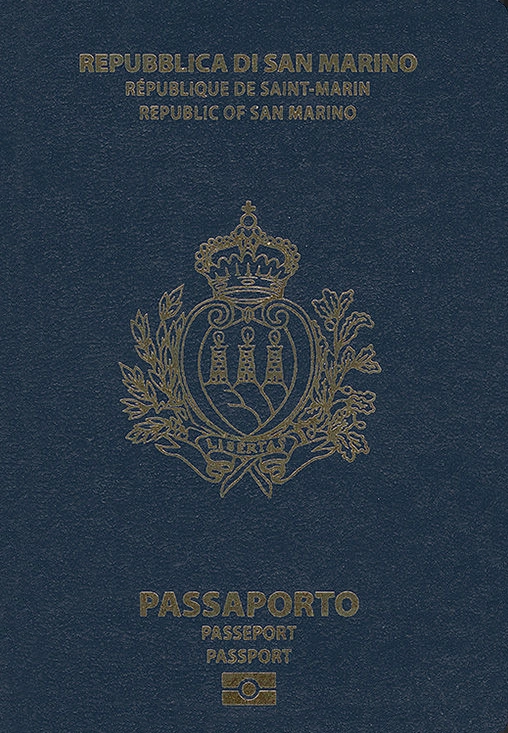 REPUBBLICA DI SAN MARINO
RÉPUBLIQUE DE SAINT-MARIN
REPUBLIC OF SAN MARINO
LIBERTAS
PASSAPORTO
PASSEPORT
PASSPORT